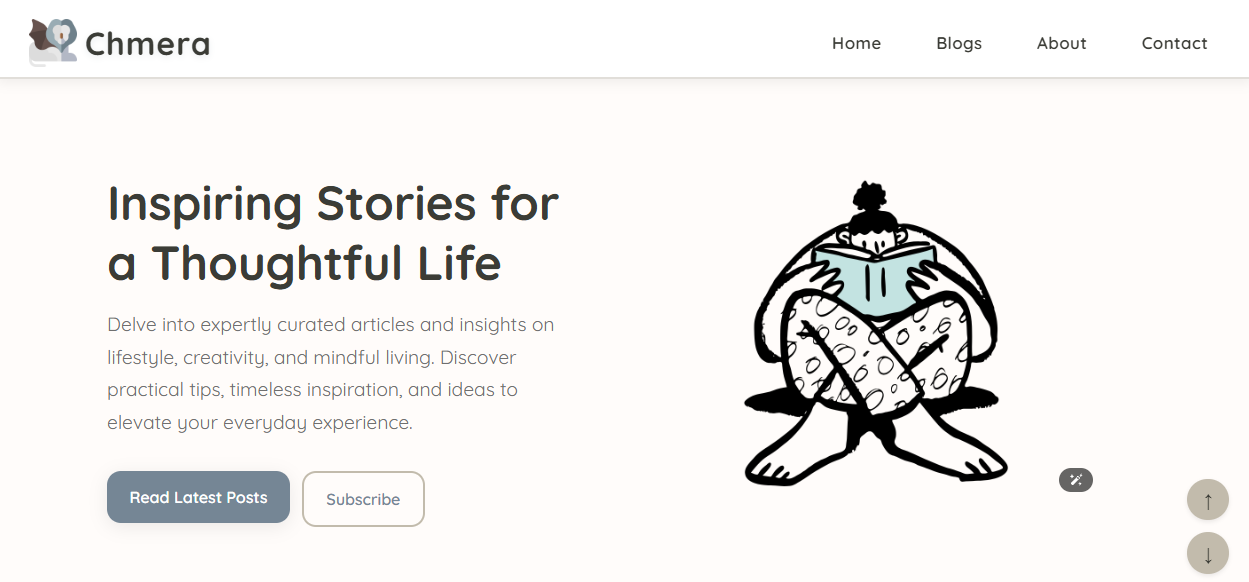 Chmera
Home
Blogs
About
Contact
Inspiring Stories for
a Thoughtful Life
Delve into expertly curated articles and insights on
lifestyle, creativity, and mindful living. Discover
practical tips, timeless inspiration, and ideas to
elevate your everyday experience.
Read Latest Posts
Subscribe
↑
↓